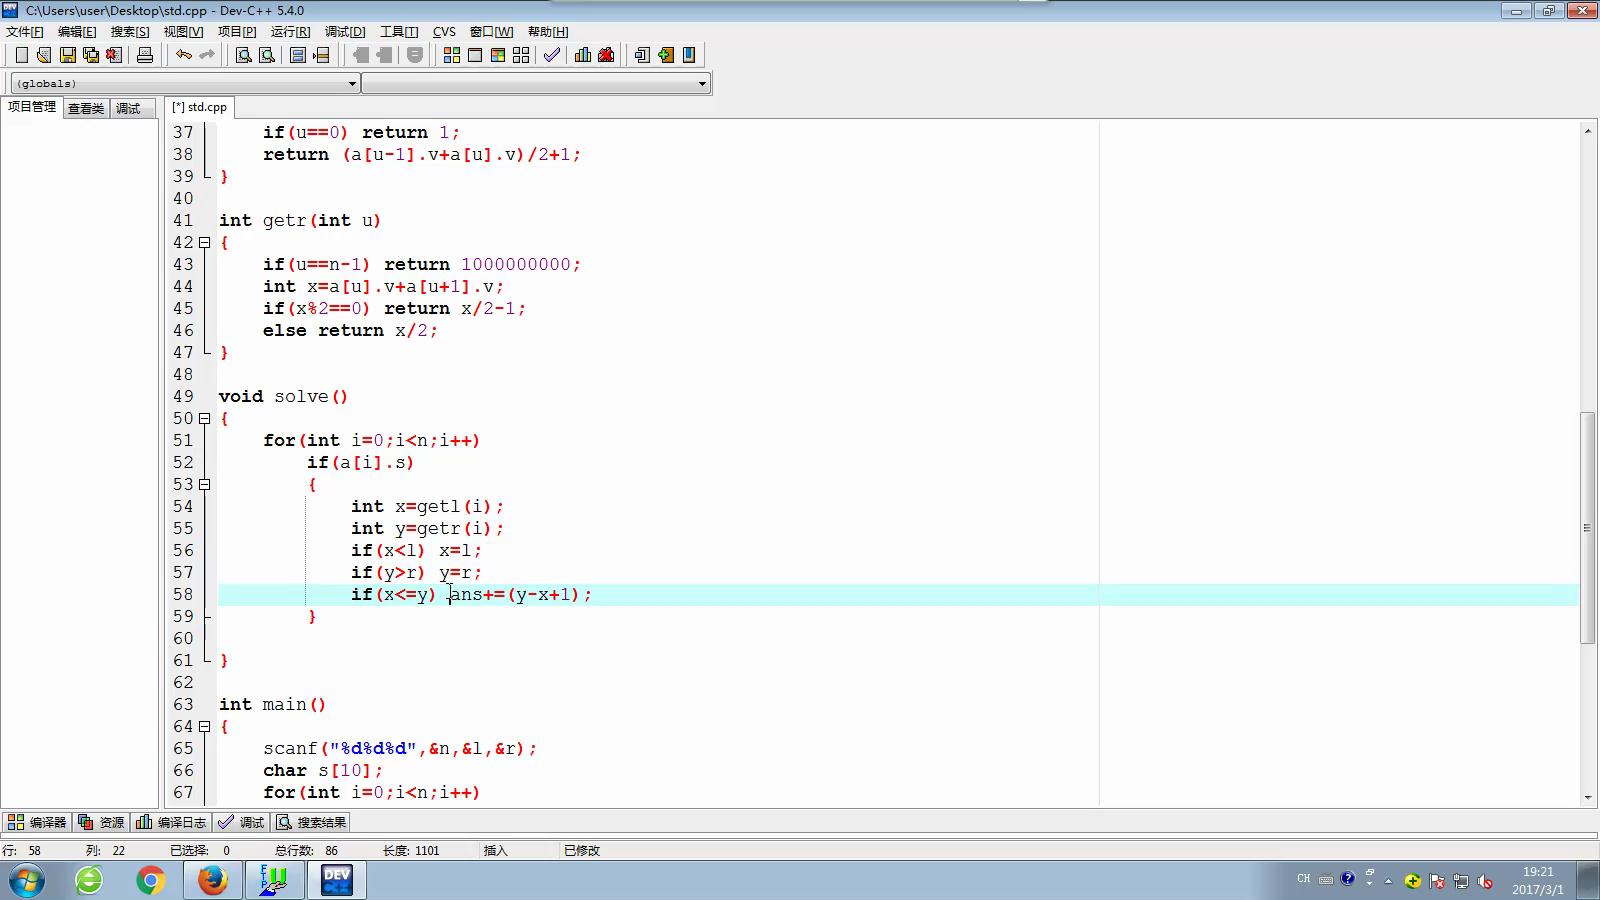 C:\Users\user\Desktop\std.cpp - Dev-C++ 5.4.0
文件[F] 编辑[E] 搜索[S] 视图[V] 项目[P] 运行[R] 调试[D] 工具[T] CVS 窗口[W] 帮助[H]
(globals)
项目管理 查看类 调试 [*] std.cpp
37 if(u==0) return 1;
38 return (a[u-1].v+a[u].v)/2+1;
39 }
40
41 int getr(int u)
42 {
43 if(u==n-1) return 1000000000;
44 int x=a[u].v+a[u+1].v;
45 if(x%2==0) return x/2-1;
46 else return x/2;
47 }
48
49 void solve()
50 {
51 for(int i=0;i<n;i++)
52 if(a[i].s)
53 {
54 int x=getl(i);
55 int y=getr(i);
56 if(x<l) x=l;
57 if(y>r) y=r;
58 if(x<=y) ans+=(y-x+1);
59 }
60
61 }
62
63 int main()
64 {
65 scanf("%d%d%d",&n,&l,&r);
66 char s[10];
67 for(int i=0;i<n;i++)
编译器 资源 编译日志 调试 搜索结果
行: 58 列: 22 已选择: 0 总行数: 86 长度: 1101 插入 已修改
DEV
CH
19:21
2017/3/1